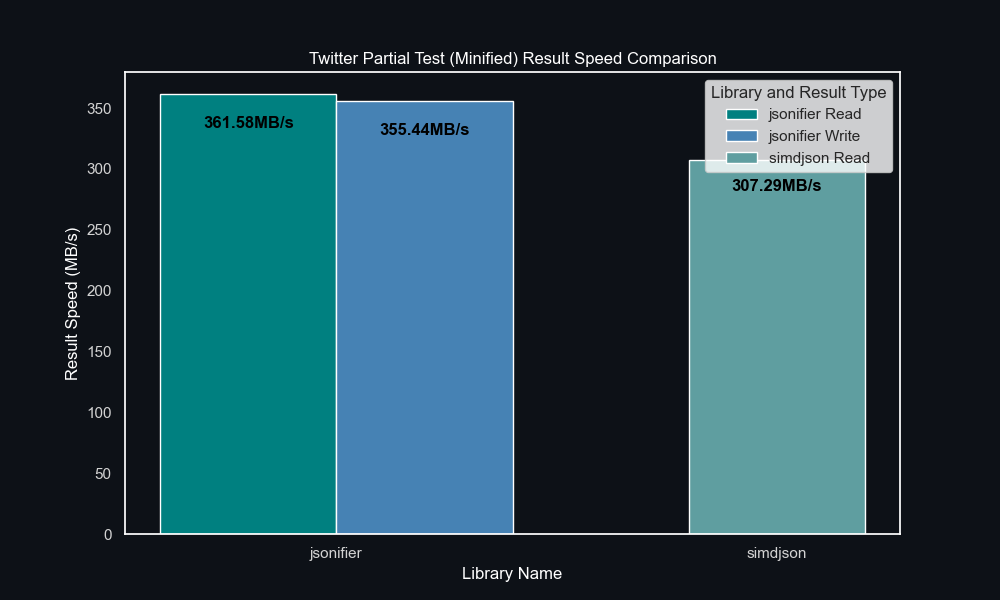 Twitter Partial Test (Minified) Result Speed Comparison
Library and Result Type
jsonifier Read
jsonifier Write
simdjson Read
361.58MB/s
355.44MB/s
307.29MB/s
Result Speed (MB/s)
350
300
250
200
150
100
50
0
jsonifier
simdjson
Library Name